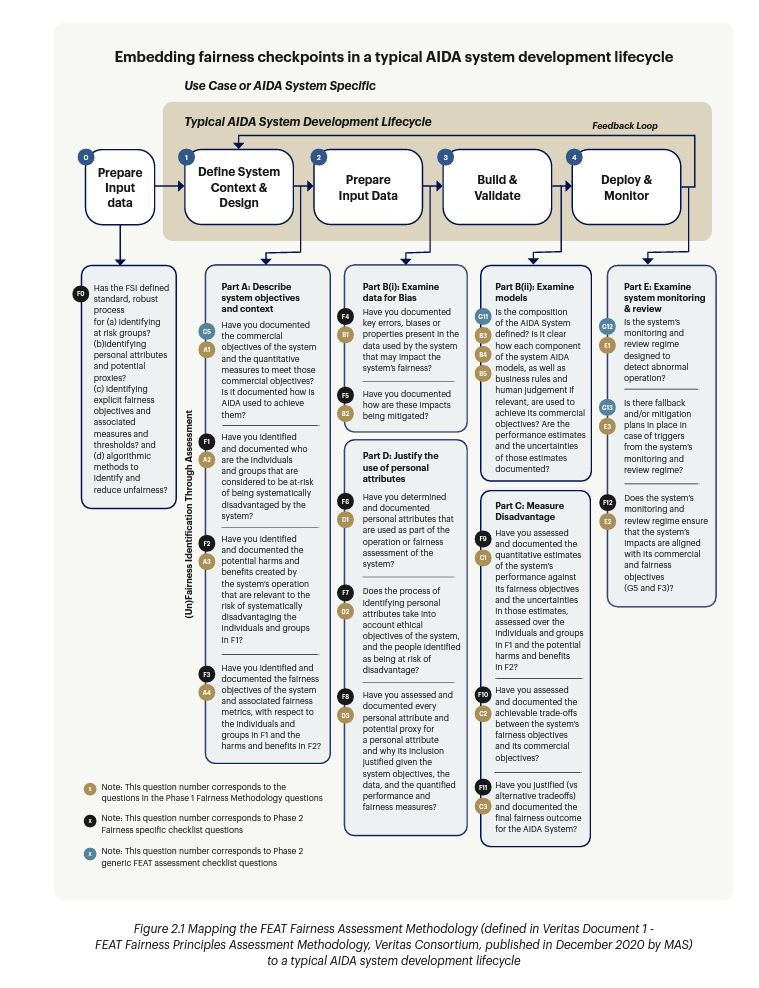 Embedding fairness checkpoints in a typical AIDA system development lifecycle
Use Case or AIDA System Specific
Typical AIDA System Development Lifecycle
Feedback Loop
0
Prepare
Input
data
1
Define System
Context &
Design
2
Prepare
Input Data
3
Build &
Validate
4
Deploy &
Monitor
F0
Has the FSI defined
standard, robust
process
for (a) identifying
at risk groups?
(b)identifying
personal attributes
and potential
proxies?
(c) identifying
explicit fairness
objectives and
associated
measures and
thresholds? and
(d) algorithmic
methods to
identify and
reduce unfairness?
(Un)Fairness Identification Through Assessment
Part A: Describe
system objectives
and context
G5
A1
Have you documented
the commercial
objectives of the system
and the quantitative
measures to meet those
commercial objectives?
Is it documented how is
AIDA used to achieve
them?
F1
A2
Have you identified
and documented who
are the individuals
and groups that are
considered to be at-risk
of being systematically
disadvantaged by the
system?
F2
A3
Have you identified
and documented the
potential harms and
benefits created by
the system's operation
that are relevant to the
risk of systematically
disadvantaging the
individuals and groups
in F1?
F3
A4
Have you identified and
documented the fairness
objectives of the system
and associated fairness
metrics, with respect to
the individuals and
groups in F1 and the
harms and benefits in F2?
Part B(i): Examine
data for Bias
F4
B1
Have you documented
key errors, biases or
properties present in the
data used by the system
that may impact the
system's fairness?
F5
B2
Have you documented
how are these impacts
being mitigated?
Part D: Justify the
use of personal
attributes
F6
D1
Have you determined
and documented
personal attributes that
are used as part of the
operation or fairness
assessment of the
system?
F7
D2
Does the process of
identifying personal
attributes take into
account ethical
objectives of the system,
and the people identified
as being at risk of
disadvantage?
F8
D3
Have you assessed and
documented every
personal attribute and
potential proxy for
a personal attribute
and why its inclusion
justified given the
system objectives, the
data, and the quantified
performance and
fairness measures?
Part B(ii): Examine
models
G11
B3
B4
B5
Is the composition
of the AIDA System
defined? Is it clear
how each component
of the system AIDA
models, as well as
business rules and
human judgement if
relevant, are used to
achieve its commercial
objectives? Are the
performance estimates
and the uncertainties
of those estimates
documented?
Part C: Measure
Disadvantage
F9
C1
Have you assessed
and documented the
quantitative estimates
of the system's
performance against
its fairness objectives
and the uncertainties
in those estimates,
assessed over the
individuals and groups
in F1 and the potential
harms and benefits
in F2?
F10
C2
Have you assessed
and documented the
achievable trade-offs
between the system's
fairness objectives
and its commercial
objectives?
F11
C3
Have you justified (vs
alternative tradeoffs)
and documented the
final fairness outcome
for the AIDA System?
Part E: Examine
system monitoring
& review
G12
E1
Is the system's
monitoring and
review regime
designed to
detect abnormal
operation?
G13
E3
Is there fallback
and/or mitigation
plans in place in
case of triggers
from the system's
monitoring and
review regime?
F12
E2
Does the system's
monitoring and
review regime ensure
that the system's
impacts are aligned
with its commercial
and fairness
objectives
(G5 and F3)?
x
Note: This question number corresponds to the
questions in the Phase 1 Fairness Methodology questions
x
Note: This question number corresponds to Phase 2
Fairness specific checklist questions
x
Note: This question number corresponds to Phase 2
generic FEAT assessment checklist questions
Figure 2.1 Mapping the FEAT Fairness Assessment Methodology (defined in Veritas Document 1 -
FEAT Fairness Principles Assessment Methodology, Veritas Consortium, published in December 2020 by MAS)
to a typical AIDA system development lifecycle